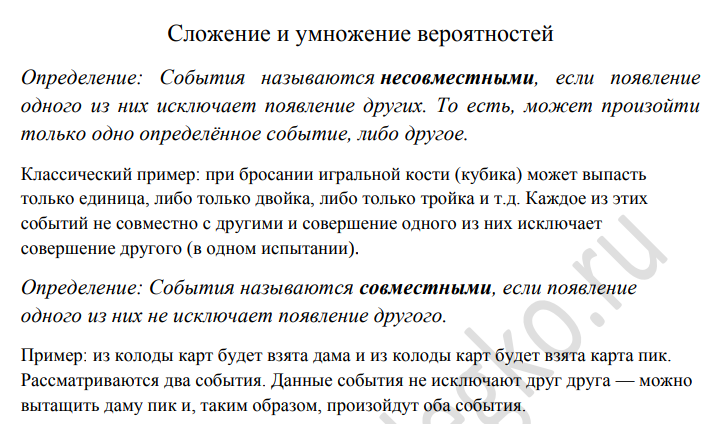 Сложение и умножение вероятностей
Определение: События называются несовместными, если появление
одного из них исключает появление других. То есть, может произойти
только одно определённое событие, либо другое.
Классический пример: при бросании игральной кости (кубика) может выпасть
только единица, либо только двойка, либо только тройка и т.д. Каждое из этих
событий не совместно с другими и совершение одного из них исключает
совершение другого (в одном испытании).
Определение: События называются совместными, если появление
одного из них не исключает появление другого.
Пример: из колоды карт будет взята дама и из колоды карт будет взята карта пик.
Рассматриваются два события. Данные события не исключают друг друга — можно
вытащить даму пик и, таким образом, произойдут оба события.
legko.ru